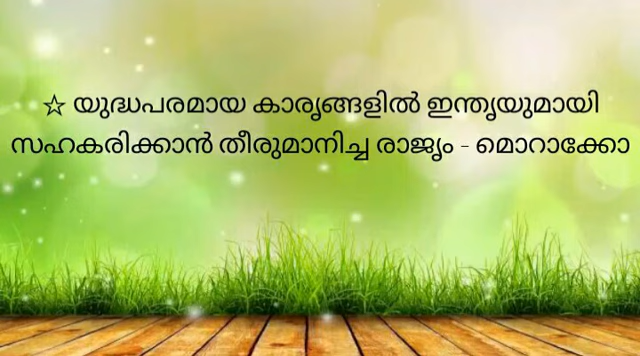 ☆ യുദ്ധപരമായ കാര്യങ്ങളിൽ ഇന്ത്യയുമായി
സഹകരിക്കാൻ തീരുമാനിച്ച രാജ്യം - മൊറാക്കോ